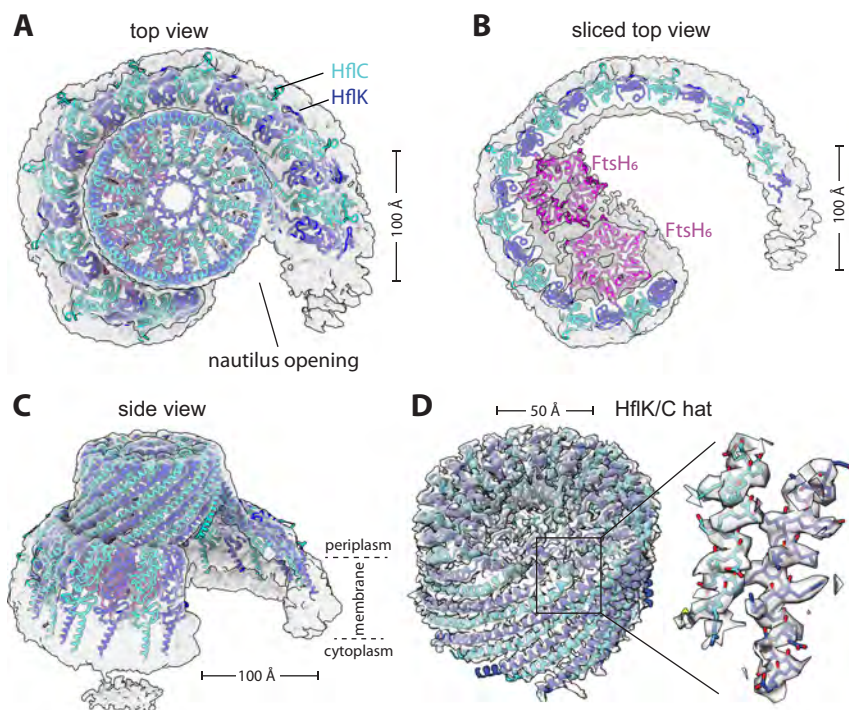 A
top view
HflC
HflK
100 Å
nautilus opening
B
sliced top view
FtsH6
FtsH6
100 Å
C
side view
periplasm
membrane
cytoplasm
100 Å
D
50 Å
HflK/C hat